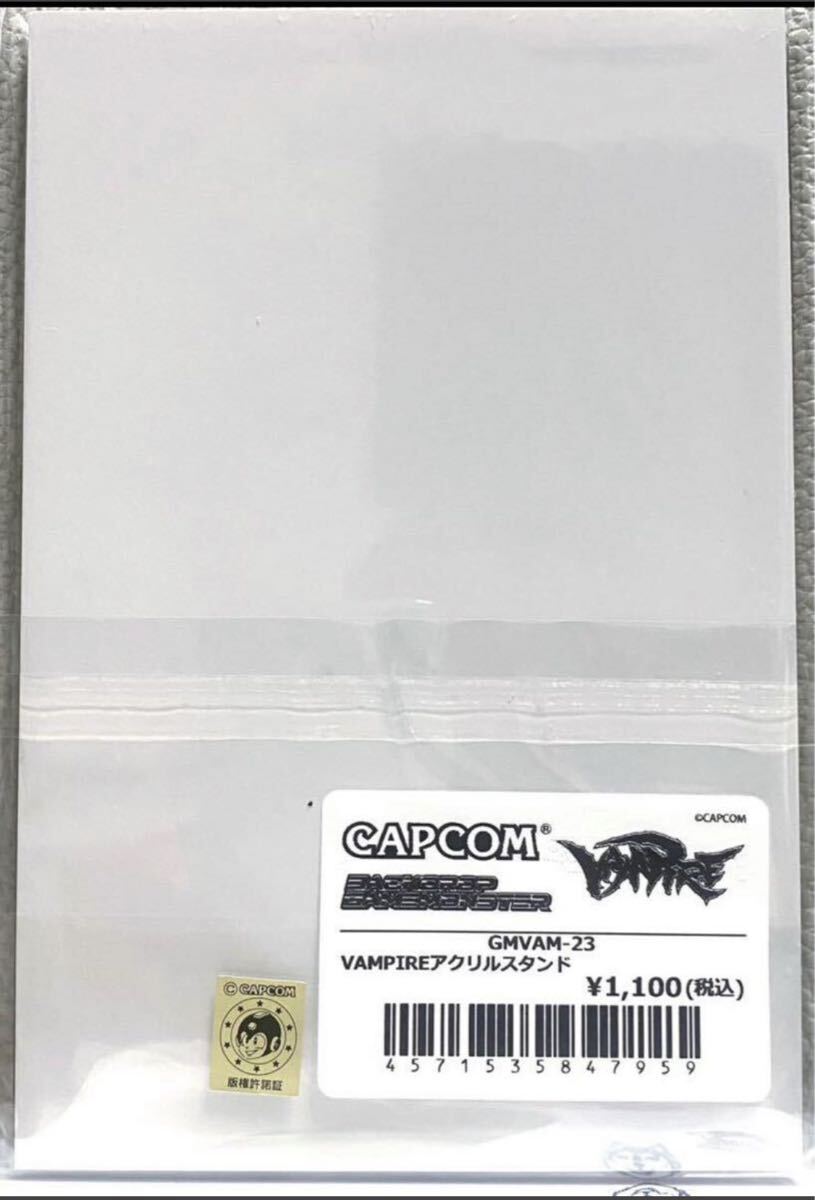 ©CAPCOM
CAPCOM®
VAMPIRE
BACKDROP
GAMEMONSTER
GMVAM-23
VAMPIREアクリルスタンド
¥1,100(税込)
4571535847959
©CAPCOM
版権許諾証